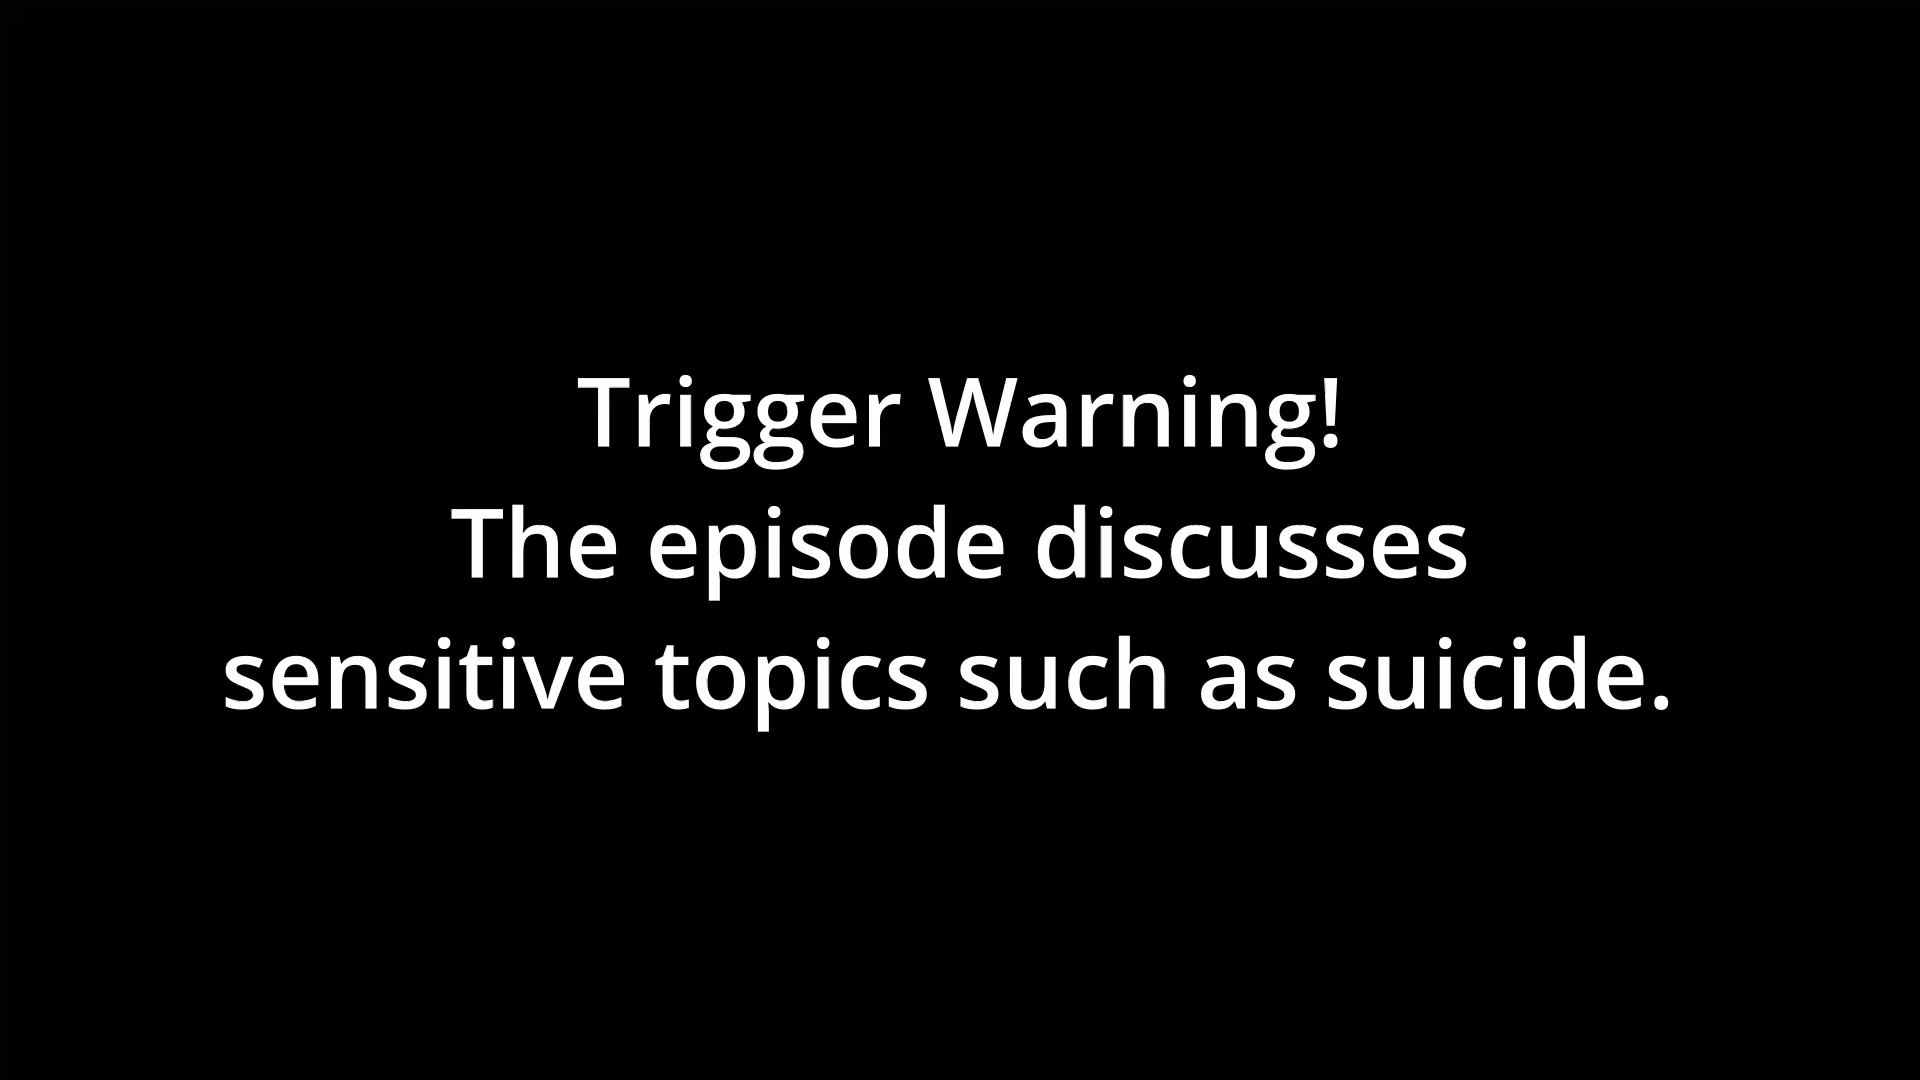 Trigger Warning!
The episode discusses
sensitive topics such as suicide.